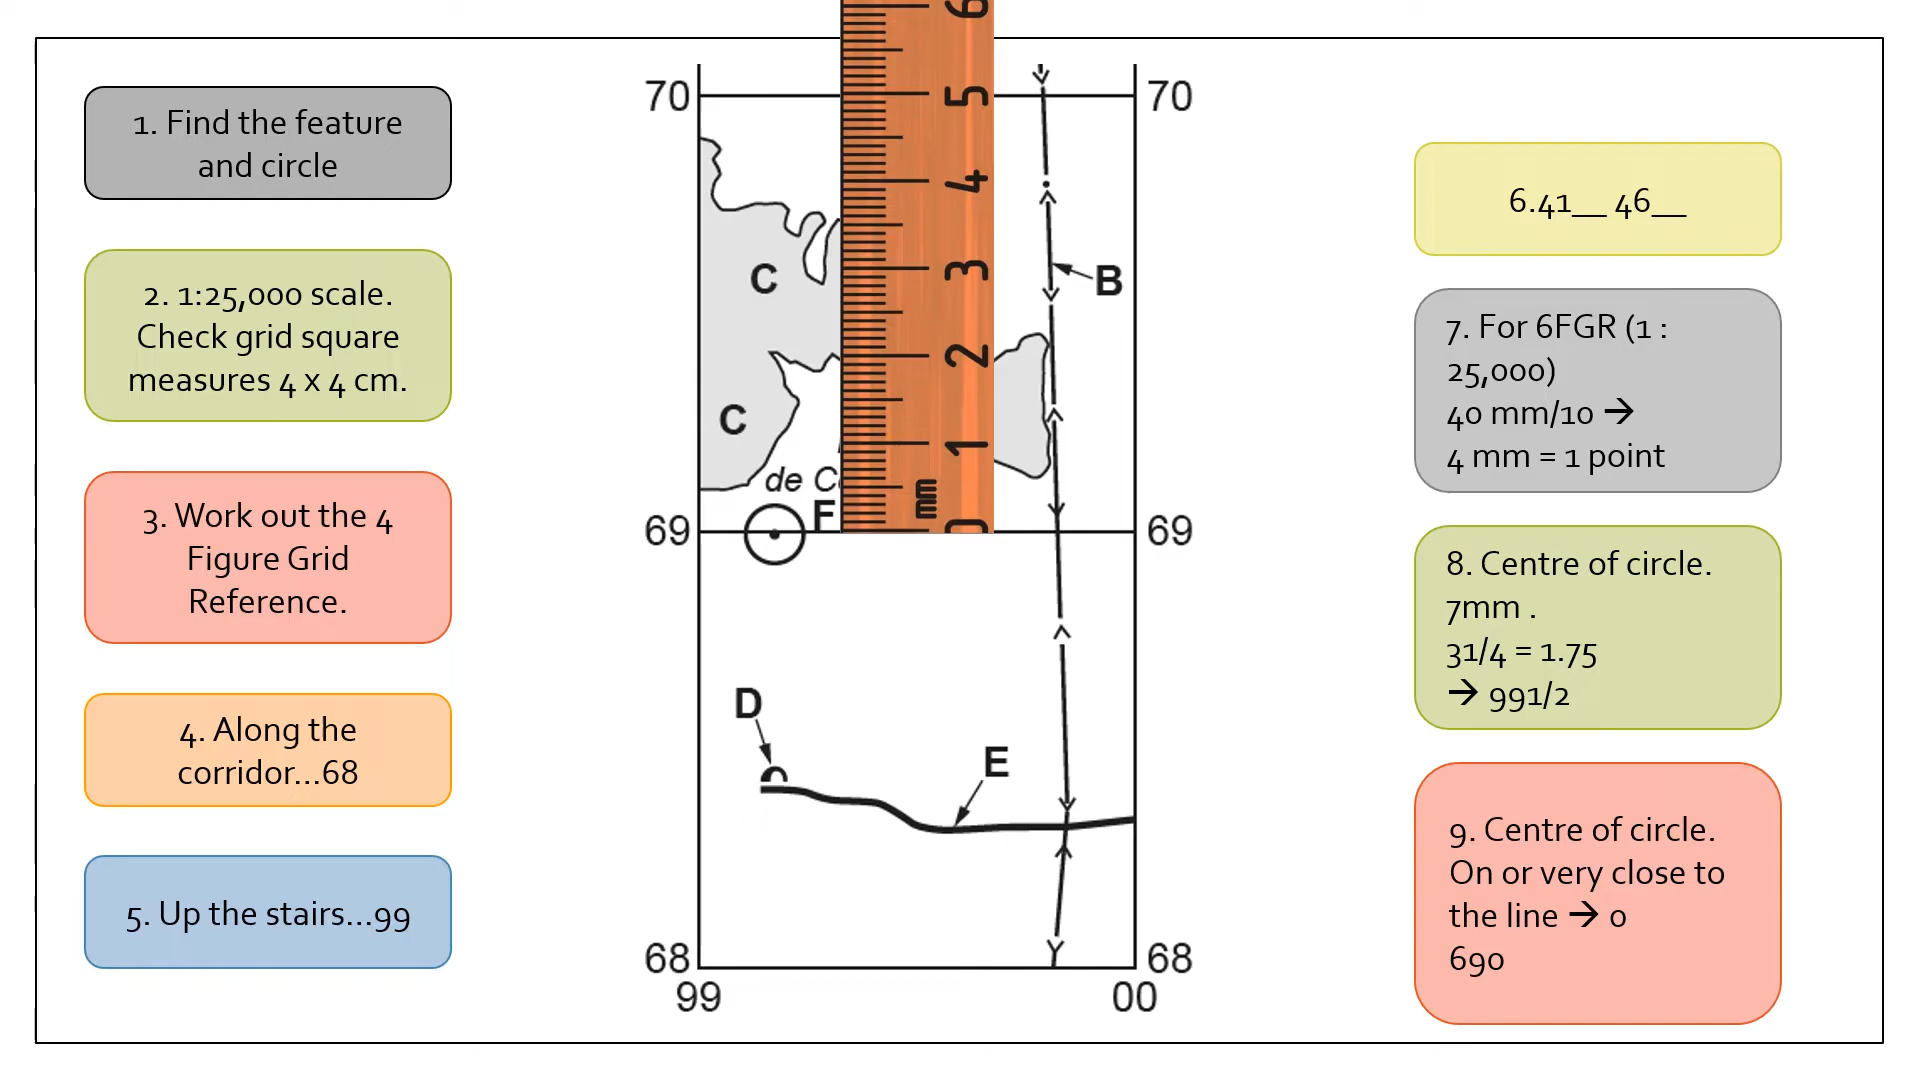 1. Find the feature
and circle
2. 1:25,000 scale.
Check grid square
measures 4 x 4 cm.
3. Work out the 4
Figure Grid
Reference.
4. Along the
corridor...68
5. Up the stairs...99
70
70
C
B
C
de C
F
69
69
D
E
68
68
99
00
6
5
4
3
2
1
0
mm
6.41__ 46__
7. For 6FGR (1 :
25,000)
40 mm/10 →
4 mm = 1 point
8. Centre of circle.
7mm .
31/4 = 1.75
→ 991/2
9. Centre of circle.
On or very close to
the line → 0
690